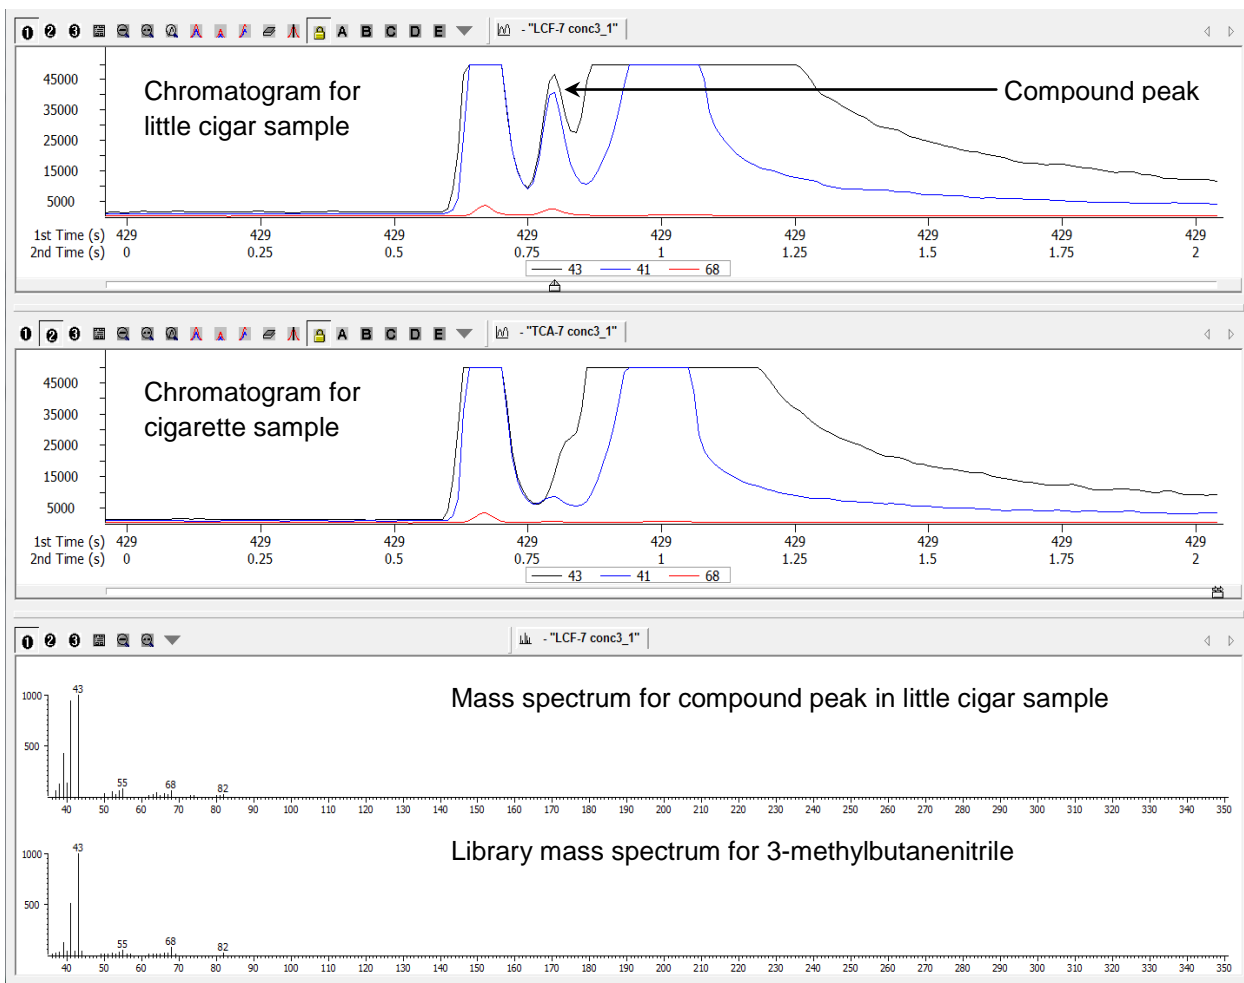 1 2 3 A B C D E - "LCF-7 conc3_1"
45000
35000
25000
15000
5000
Chromatogram for
little cigar sample
Compound peak
1st Time (s) 429 429 429 429 429 429 429 429 429
2nd Time (s) 0 0.25 0.5 0.75 1 1.25 1.5 1.75 2
43 41 68
1 2 3 A B C D E - "TCA-7 conc3_1"
45000
35000
25000
15000
5000
Chromatogram for
cigarette sample
1st Time (s) 429 429 429 429 429 429 429 429 429
2nd Time (s) 0 0.25 0.5 0.75 1 1.25 1.5 1.75 2
43 41 68
1 2 3 - "LCF-7 conc3_1"
Mass spectrum for compound peak in little cigar sample
1000
500
43
55 68 82
40 50 60 70 80 90 100 110 120 130 140 150 160 170 180 190 200 210 220 230 240 250 260 270 280 290 300 310 320 330 340 350
Library mass spectrum for 3-methylbutanenitrile
1000
500
43
55 68 82
40 50 60 70 80 90 100 110 120 130 140 150 160 170 180 190 200 210 220 230 240 250 260 270 280 290 300 310 320 330 340 350